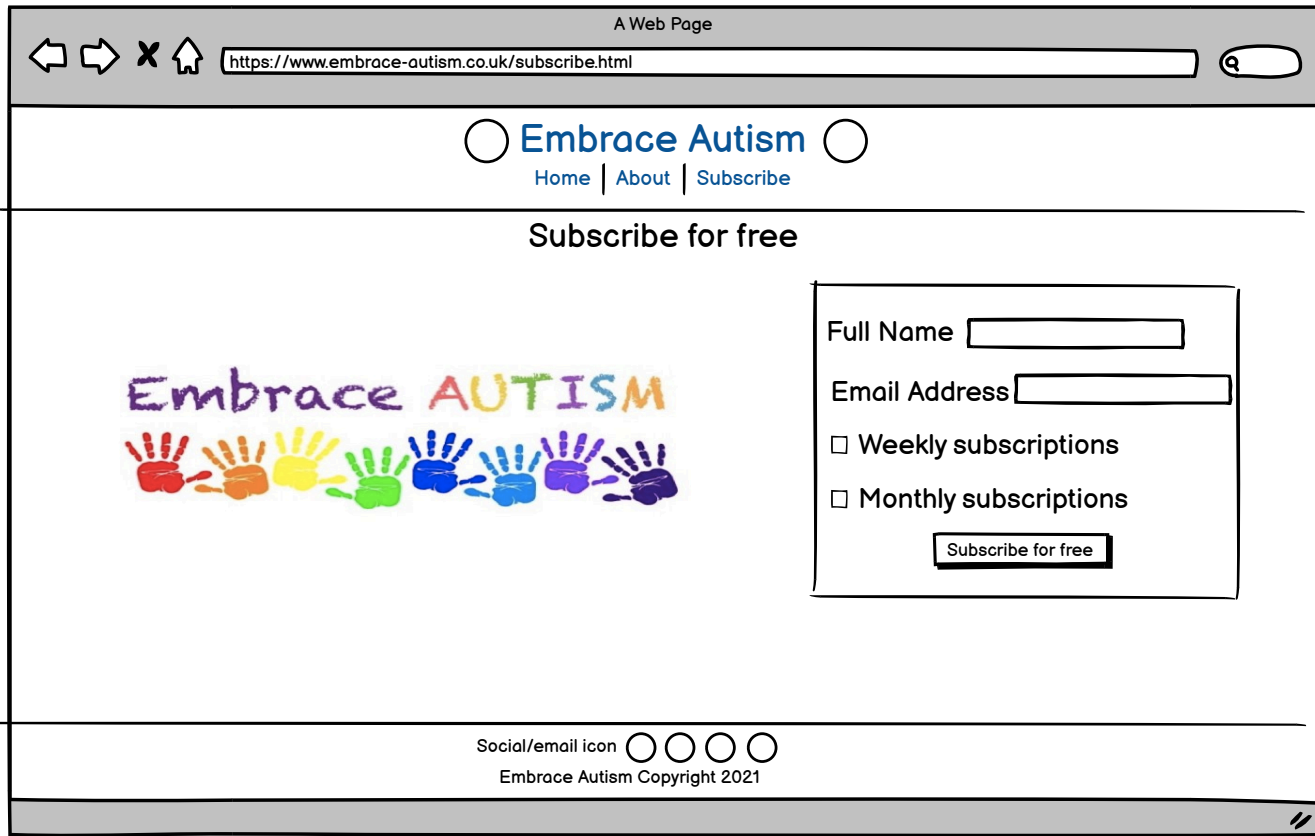 A Web Page
https://www.embrace-autism.co.uk/subscribe.html
Embrace Autism
Home | About | Subscribe
Subscribe for free
Embrace AUTISM
Full Name
Email Address
Weekly subscriptions
Monthly subscriptions
Subscribe for free
Social/email icon
Embrace Autism Copyright 2021